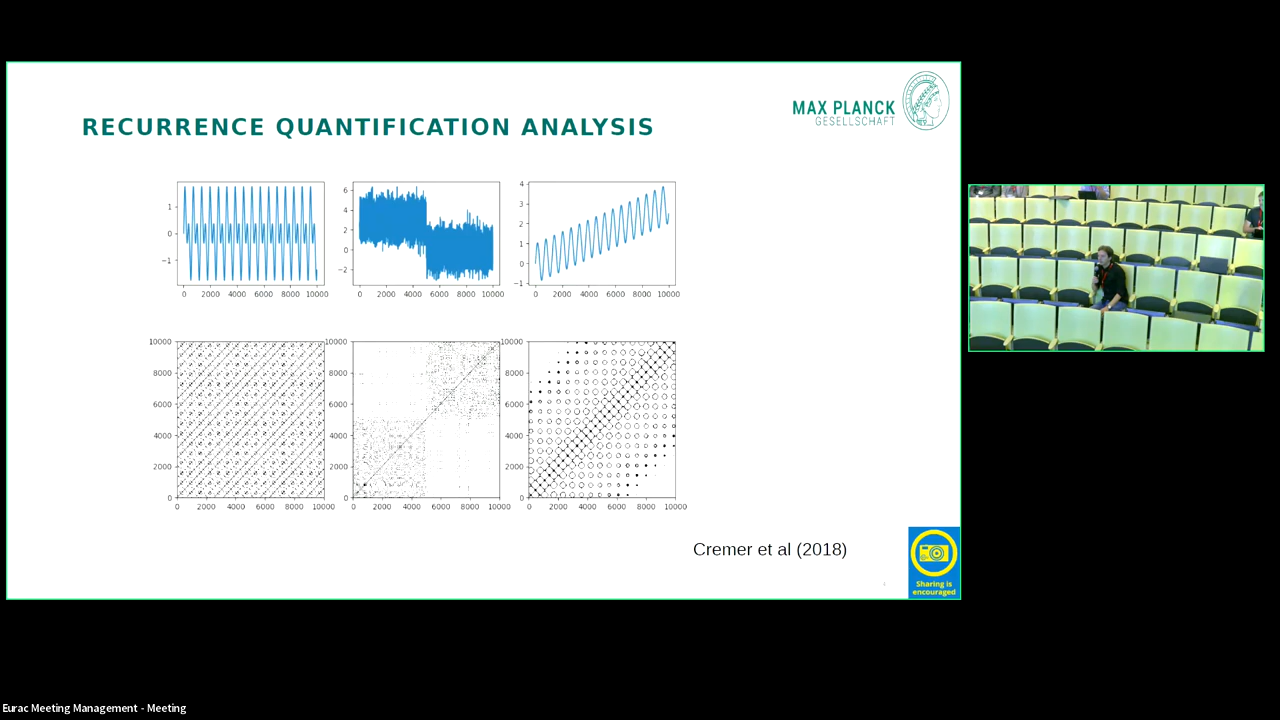 MAX PLANCK
GESELLSCHAFT
RECURRENCE QUANTIFICATION ANALYSIS
1
0
−1
0 2000 4000 6000 8000 10000
6
4
2
0
−2
0 2000 4000 6000 8000 10000
4
3
2
1
0
−1
0 2000 4000 6000 8000 10000
10000
8000
6000
4000
2000
0
0 2000 4000 6000 8000 10000
10000
8000
6000
4000
2000
0
0 2000 4000 6000 8000 10000
10000
8000
6000
4000
2000
0
0 2000 4000 6000 8000 10000
Cremer et al (2018)
Sharing is
encouraged
Eurac Meeting Management - Meeting